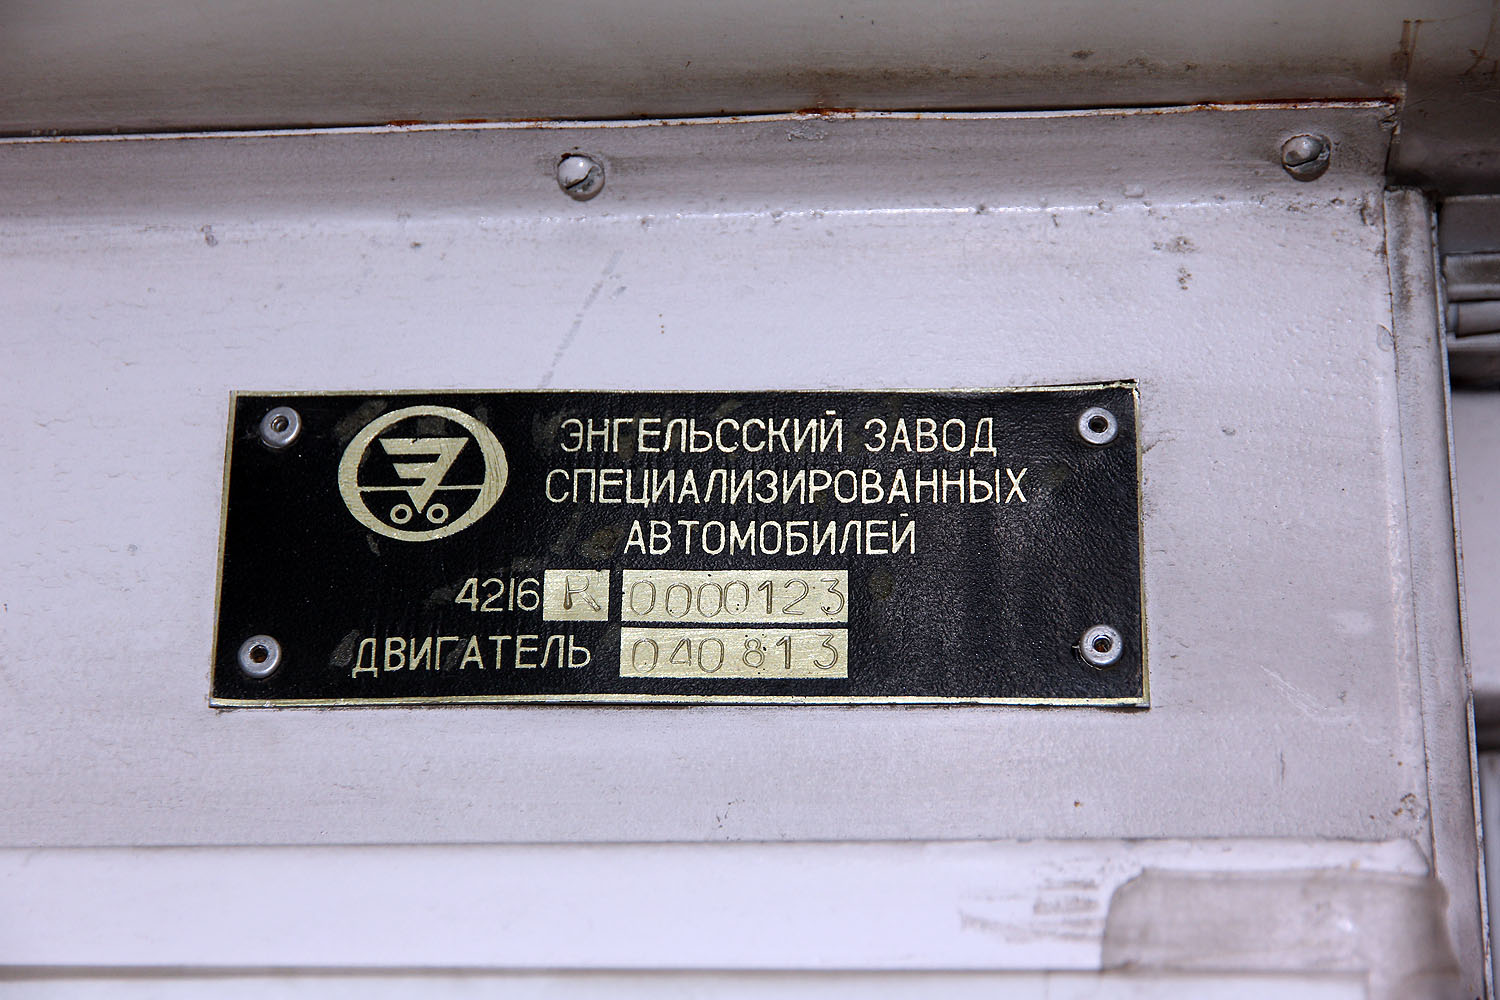 ЭНГЕЛЬССКИЙ ЗАВОД
СПЕЦИАЛИЗИРОВАННЫХ
АВТОМОБИЛЕЙ
4216 R 0000123
ДВИГАТЕЛЬ 040813